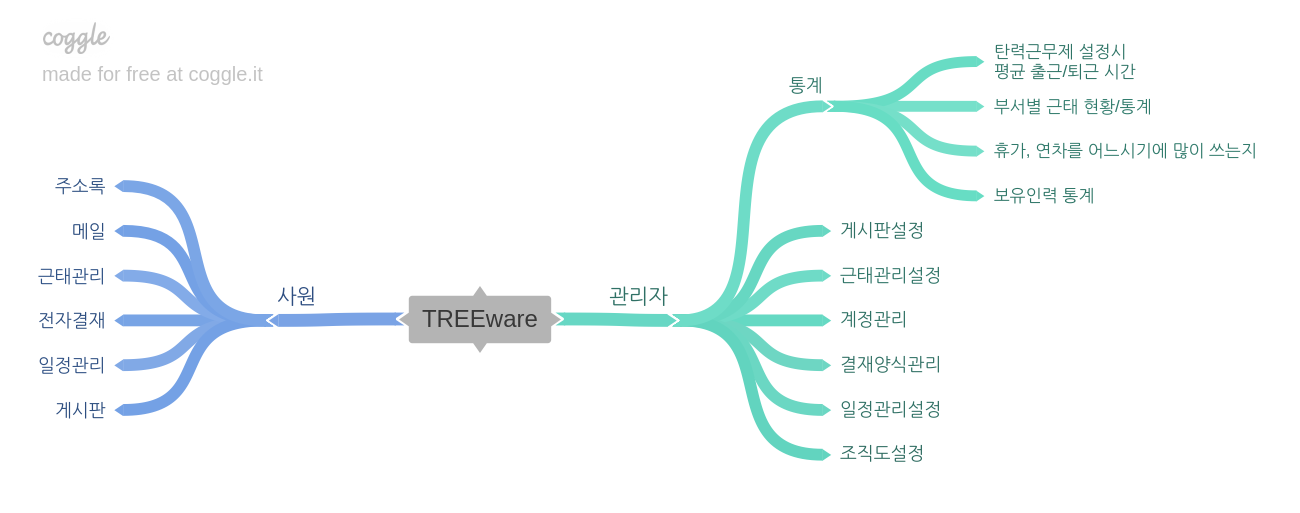 coggle
made for free at coggle.it
주소록
메일
근태관리
전자결재
일정관리
게시판
사원
TREEware
관리자
통계
탄력근무제 설정시
평균 출근/퇴근 시간
부서별 근태 현황/통계
휴가, 연차를 어느시기에 많이 쓰는지
보유인력 통계
게시판설정
근태관리설정
계정관리
결재양식관리
일정관리설정
조직도설정